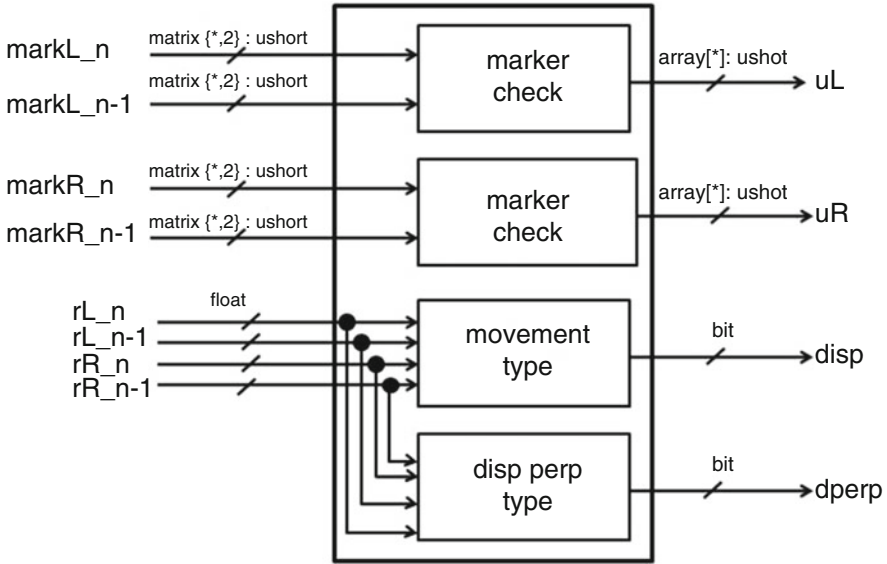 markL_n
matrix {*,2} : ushort
markL_n-1
matrix {*,2} : ushort
marker
check
array[*]: ushot
uL
markR_n
matrix {*,2} : ushort
markR_n-1
matrix {*,2} : ushort
marker
check
array[*]: ushot
uR
rL_n
float
rL_n-1
rR_n
rR_n-1
movement
type
bit
disp
disp perp
type
bit
dperp